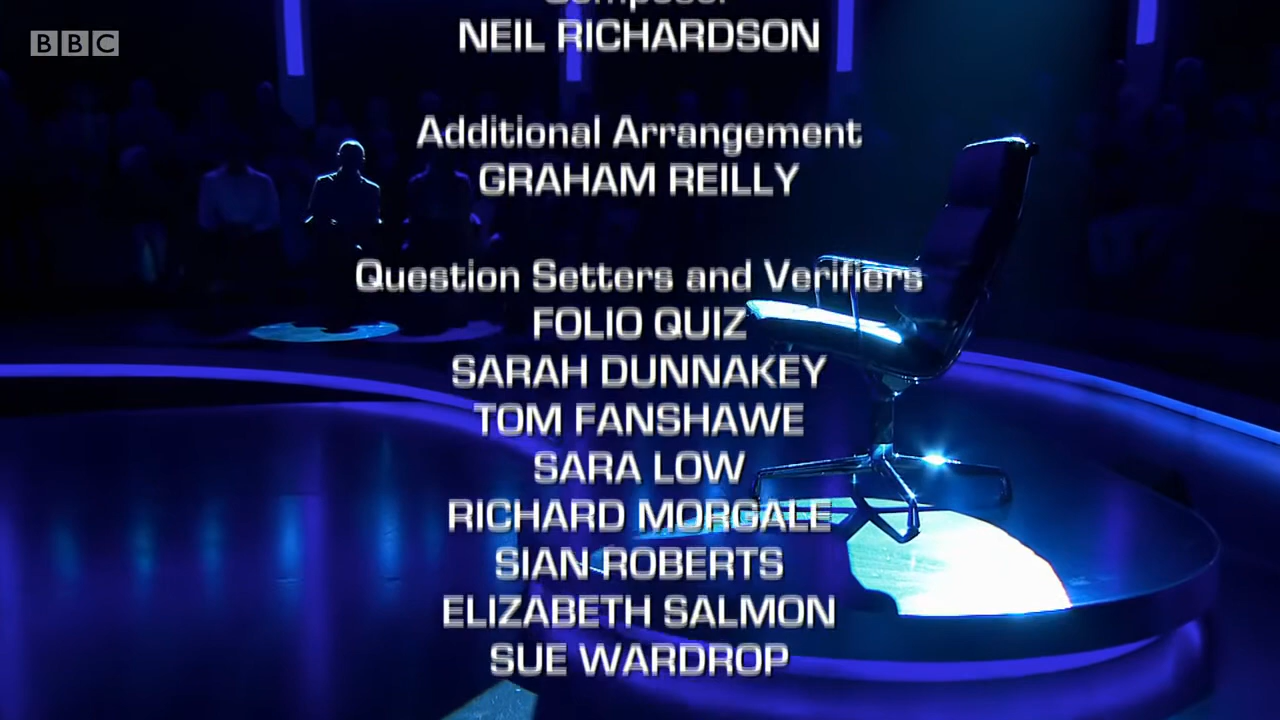 BBC
Composer
NEIL RICHARDSON
Additional Arrangement
GRAHAM REILLY
Question Setters and Verifiers
FOLIO QUIZ
SARAH DUNNAKEY
TOM FANSHAWE
SARA LOW
RICHARD MORGALE
SIAN ROBERTS
ELIZABETH SALMON
SUE WARDROP